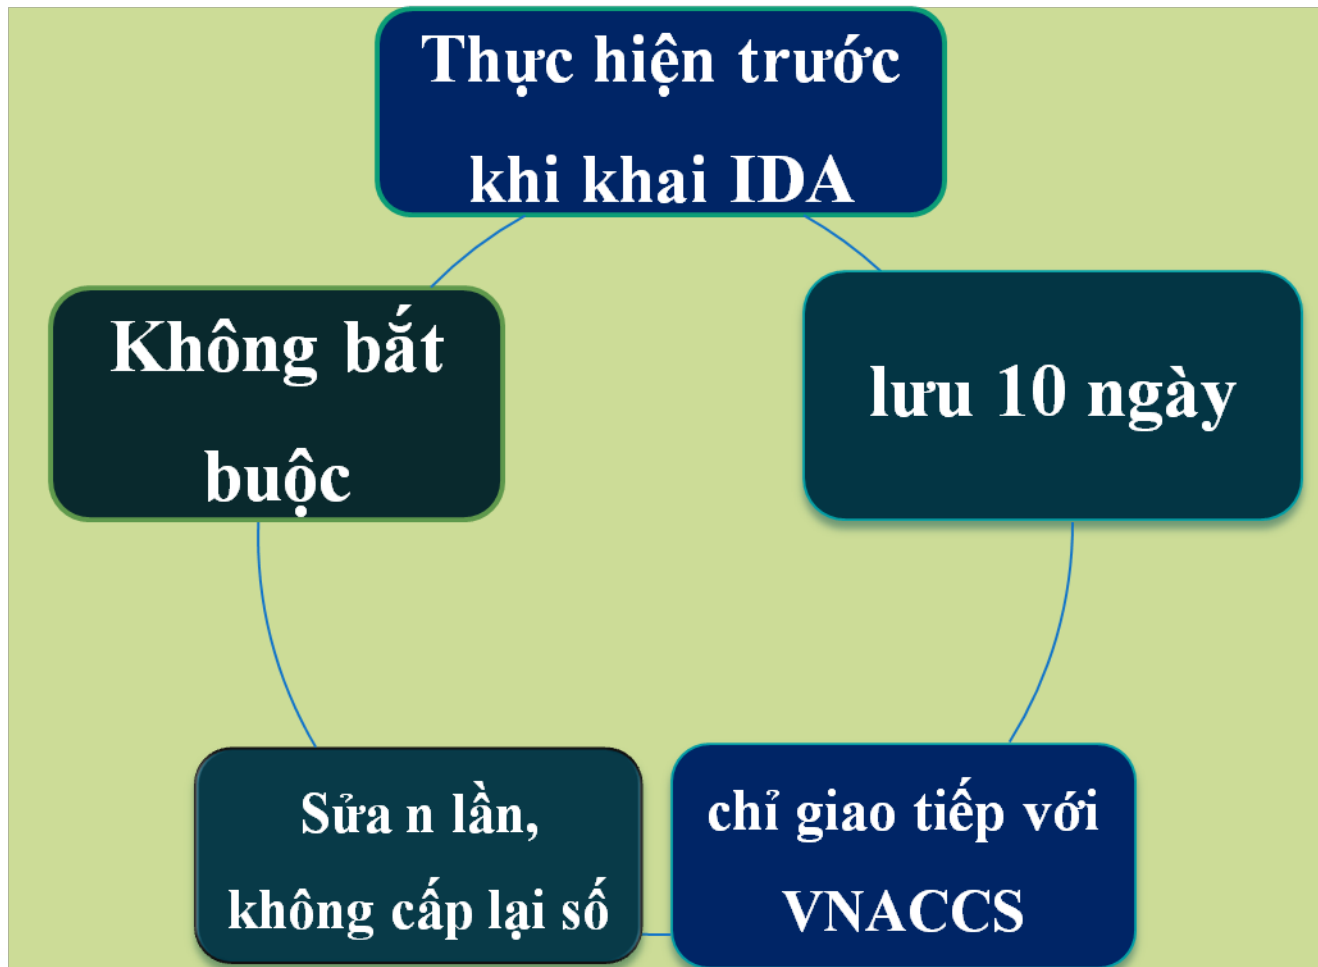 Thực hiện trước
khi khai IDA
Không bắt
buộc
lưu 10 ngày
Sửa n lần,
không cấp lại số
chỉ giao tiếp với
VNACCS